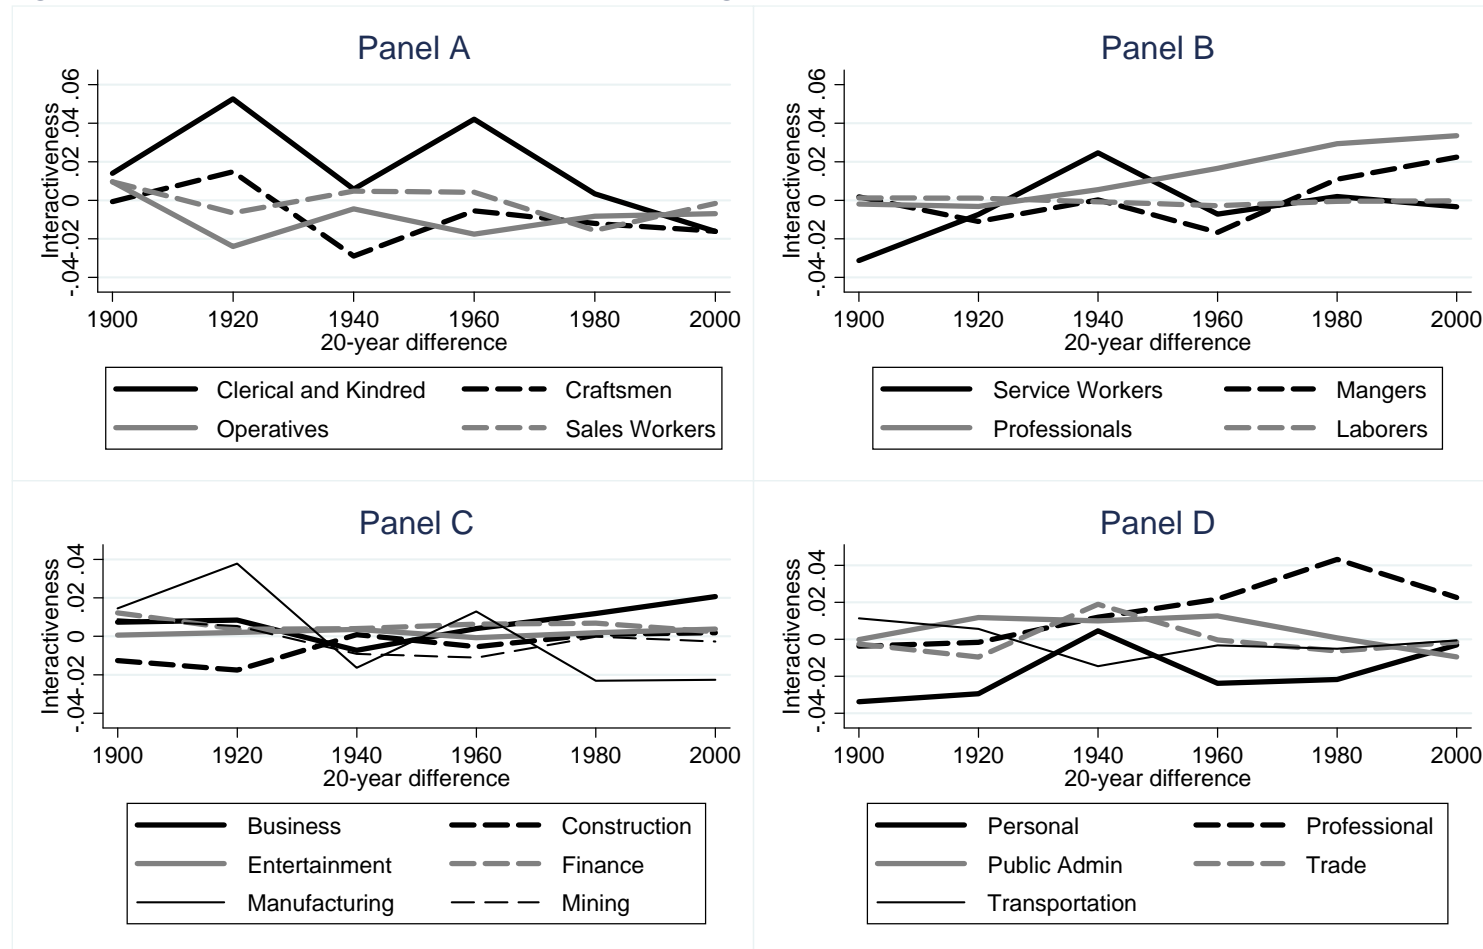 Panel A
Interactiveness
-.04 -.02 0 .02 .04 .06
1900 1920 1940 1960 1980 2000
20-year difference
Clerical and Kindred Craftsmen
Operatives Sales Workers
Panel B
Interactiveness
-.04 -.02 0 .02 .04 .06
1900 1920 1940 1960 1980 2000
20-year difference
Service Workers Mangers
Professionals Laborers
Panel C
Interactiveness
-.04 -.02 0 .02 .04
1900 1920 1940 1960 1980 2000
20-year difference
Business Construction
Entertainment Finance
Manufacturing Mining
Panel D
Interactiveness
-.04 -.02 0 .02 .04
1900 1920 1940 1960 1980 2000
20-year difference
Personal Professional
Public Admin Trade
Transportation